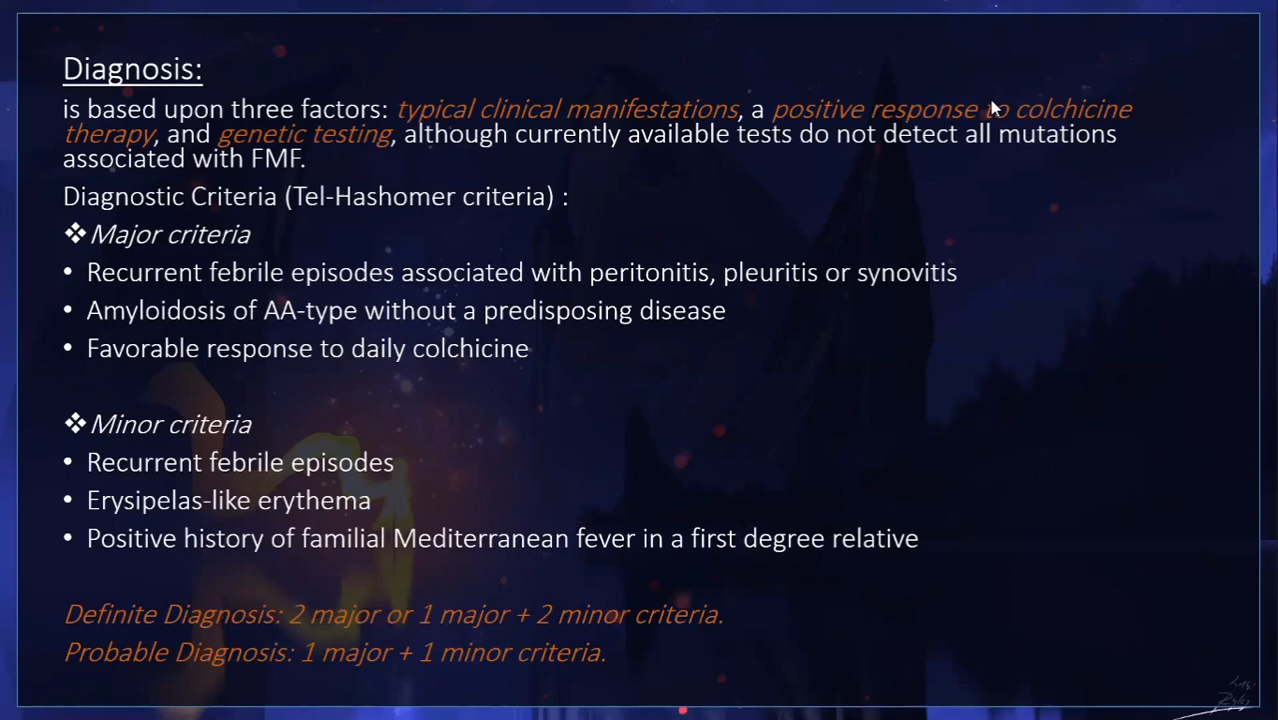 Diagnosis:
is based upon three factors: typical clinical manifestations, a positive response to colchicine
therapy, and genetic testing, although currently available tests do not detect all mutations
associated with FMF.
Diagnostic Criteria (Tel-Hashomer criteria) :
❖Major criteria
• Recurrent febrile episodes associated with peritonitis, pleuritis or synovitis
• Amyloidosis of AA-type without a predisposing disease
• Favorable response to daily colchicine
❖Minor criteria
• Recurrent febrile episodes
• Erysipelas-like erythema
• Positive history of familial Mediterranean fever in a first degree relative
Definite Diagnosis: 2 major or 1 major + 2 minor criteria.
Probable Diagnosis: 1 major + 1 minor criteria.